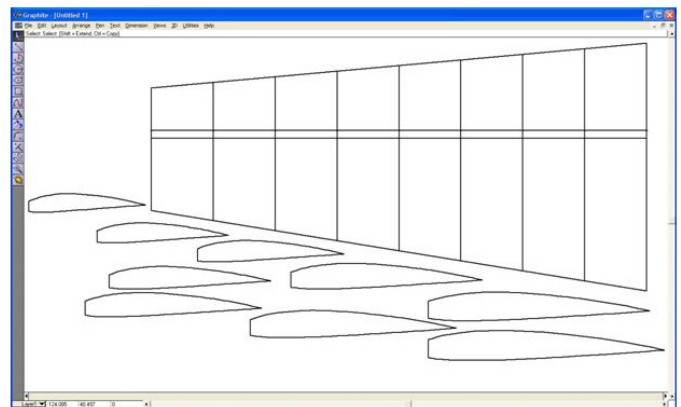 Graphite - [Untitled 1]
File Edit Layout Arrange Pen Text Dimension Views 3D Utilities Help
Select: Select [Shift = Extend, Ctrl = Copy]
A
Layer1 124.005 40.497 0